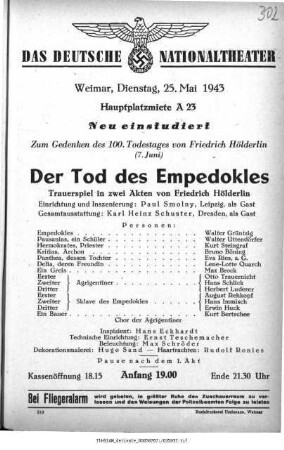 302
DAS DEUTSCHE NATIONALTHEATER
Weimar, Dienstag, 25. Mai 1943
Hauptplatzmiete A 23
Neu einstudiert
Zum Gedenken des 100. Todestages von Friedrich Hölderlin
(7. Juni)
Der Tod des Empedokles
Trauerspiel in zwei Akten von Friedrich Hölderlin
Einrichtung und Inszenierung: Paul Smolny, Leipzig, als Gast
Gesamtausstattung: Karl Heinz Schuster, Dresden, als Gast
Personen:
Empedokles Walter Grüntzig
Pausanias, ein Schüler Walter Uttendörfer
Hermokrates, Priester Kurt Steingraf
Kritias, Archon Bruno Bönigt
Panthea, dessen Tochter Eva Ries, a. G.
Delia, deren Freundin Lene-Lotte Quarch
Ein Greis Max Brock
Erster Otto Trauernicht
Zweiter Agrigentiner Hans Schlick
Dritter Herbert
Erster August Rehkopf
Zweiter Sklave des Empedokles Hans
Dritter Erwin Huck
Ein Bauer Kurt
Chor der Agrigentiner
Inspizient: Hans Eckhardt
Technische Einrichtung: Ernst Teschemacher
Beleuchtung: Max Schröder
Dekorationsmalerei: Hugo Sand — Haartrachten: Rudolf Ronies
Pause nach dem 1. Akt
Kassenöffnung 18.15 Anfang 19.00 Ende 21.30 Uhr
Bei Fliegeralarm wird gebeten, in größter Ruhe den Zuschauerraum zu verlassen und den Weisungen der Polizeibeamten Folge zu leisten
Weimar